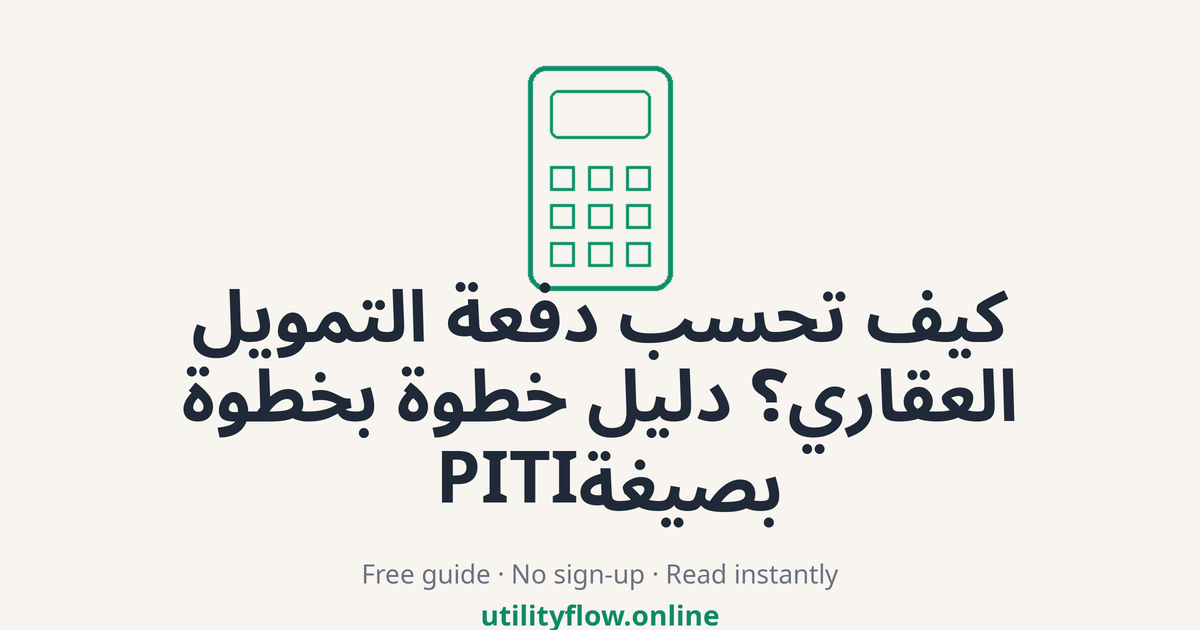 كيف تحسب دفعة التمويل
العقاري؟ دليل خطوة بخطوة
بصيغةPITI
Free guide · No sign-up · Read instantly
utilityflow.online